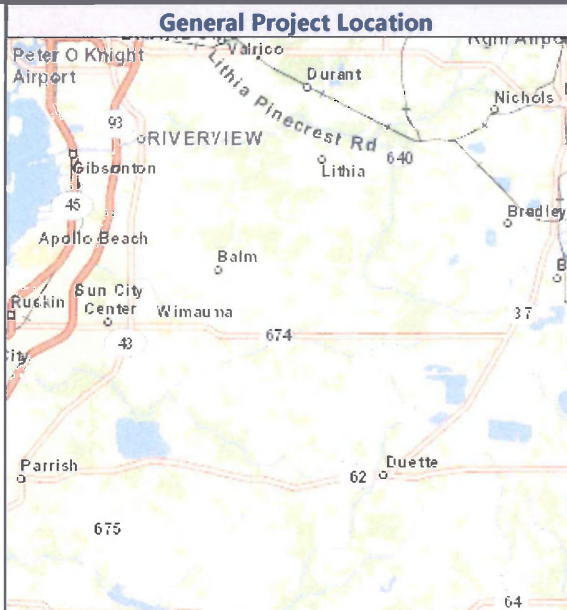 General Project Location
Valrico
Peter O Knight
Airport
Durant
Nichols
93
RIVERVIEW
Lithia Pinecrest Rd
640
Gibsonton
Lithia
45
Bradley
Apollo Beach
Balm
Sun City
Center
Ruskin
Wimauma
37
43
674
City
Parrish
62
Duette
675
64